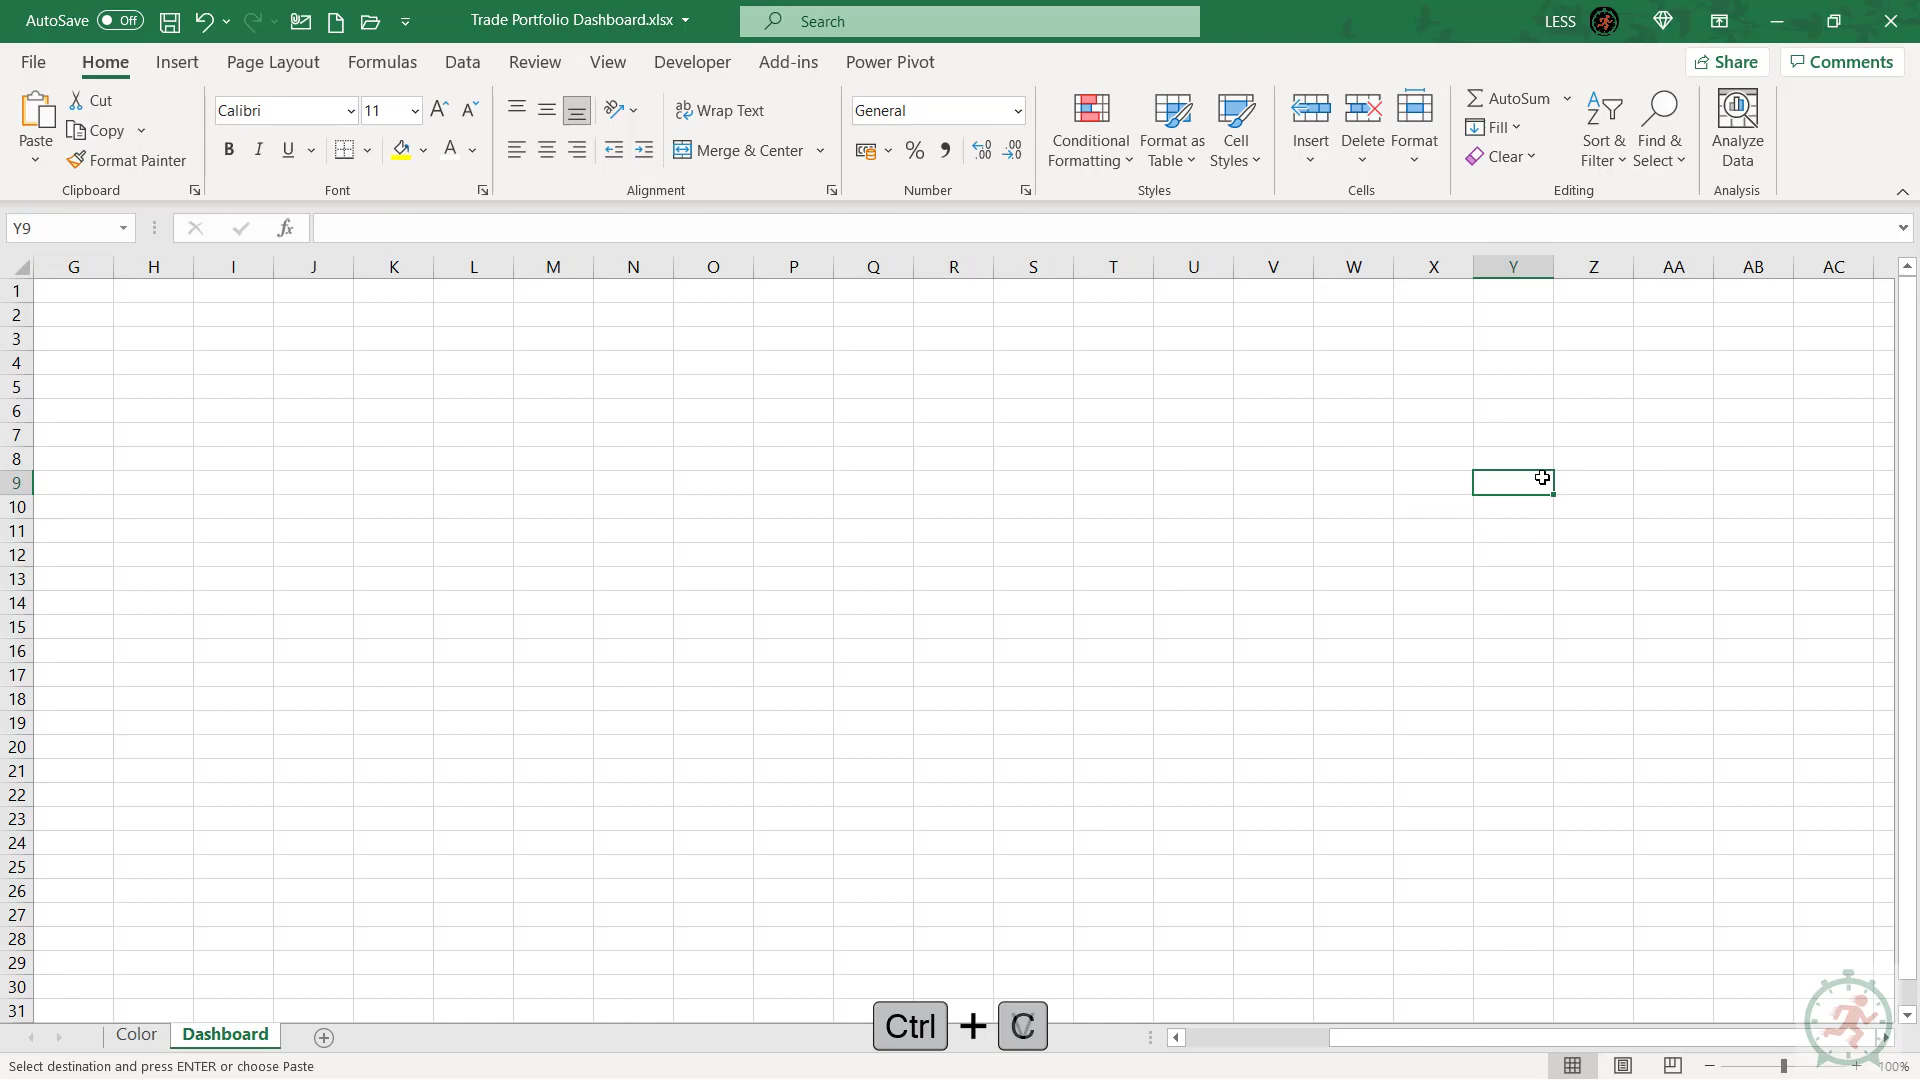 AutoSave Off Trade Portfolio Dashboard.xlsx Search LESS
File Home Insert Page Layout Formulas Data Review View Developer Add-ins Power Pivot Share Comments
Paste Cut Copy Format Painter
Calibri 11
B I U A
Wrap Text
Merge & Center
General
Conditional Formatting
Format as Table
Cell Styles
Insert Delete Format
AutoSum
Fill
Clear
Sort & Filter
Find & Select
Analyze Data
Clipboard Font Alignment Number Styles Cells Editing Analysis
Y9 fx
G H I J K L M N O P Q R S T U V W X Y Z AA AB AC
1
2
3
4
5
6
7
8
9
10
11
12
13
14
15
16
17
18
19
20
21
22
23
24
25
26
27
28
29
30
31
Ctrl + C
Color Dashboard
Select destination and press ENTER or choose Paste 100%